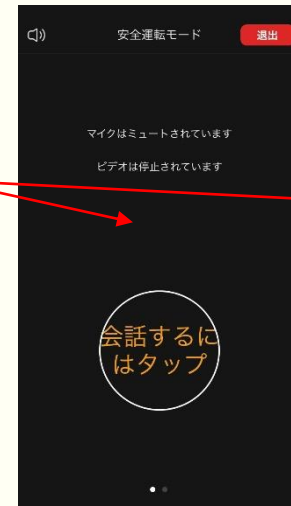 安全運転モード 退出
マイクはミュートされています
ビデオは停止されています
会話するに
はタップ